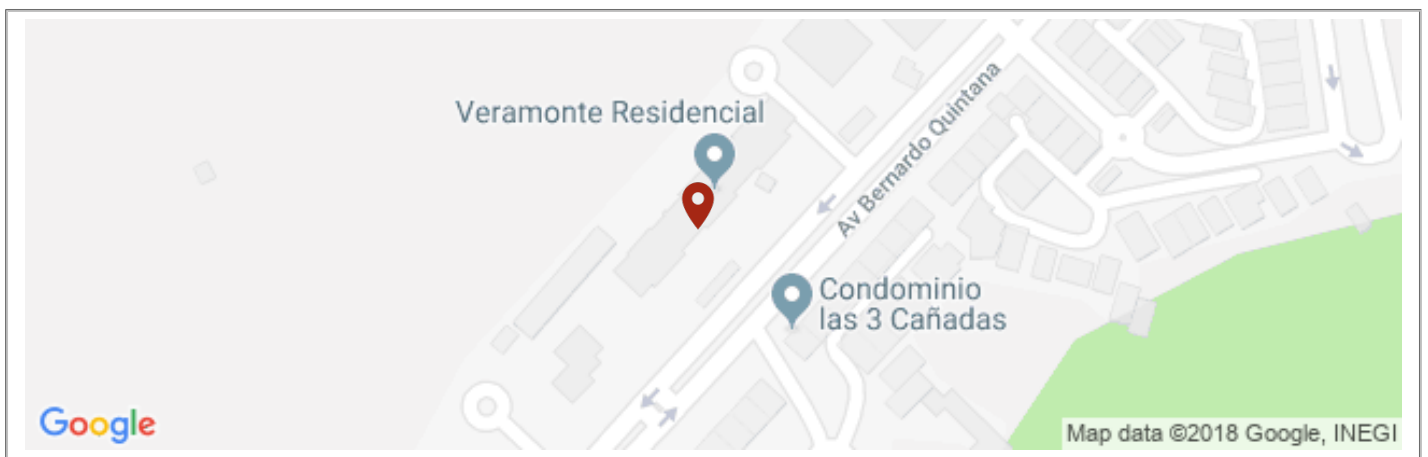 Veramonte Residencial
Av Bernardo Quintana
Condominio
las 3 Cañadas
Google
Map data ©2018 Google, INEGI